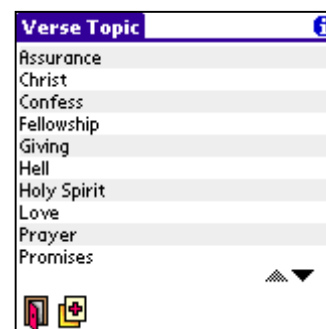 Verse Topic
Assurance
Christ
Confess
Fellowship
Giving
Hell
Holy Spirit
Love
Prayer
Promises